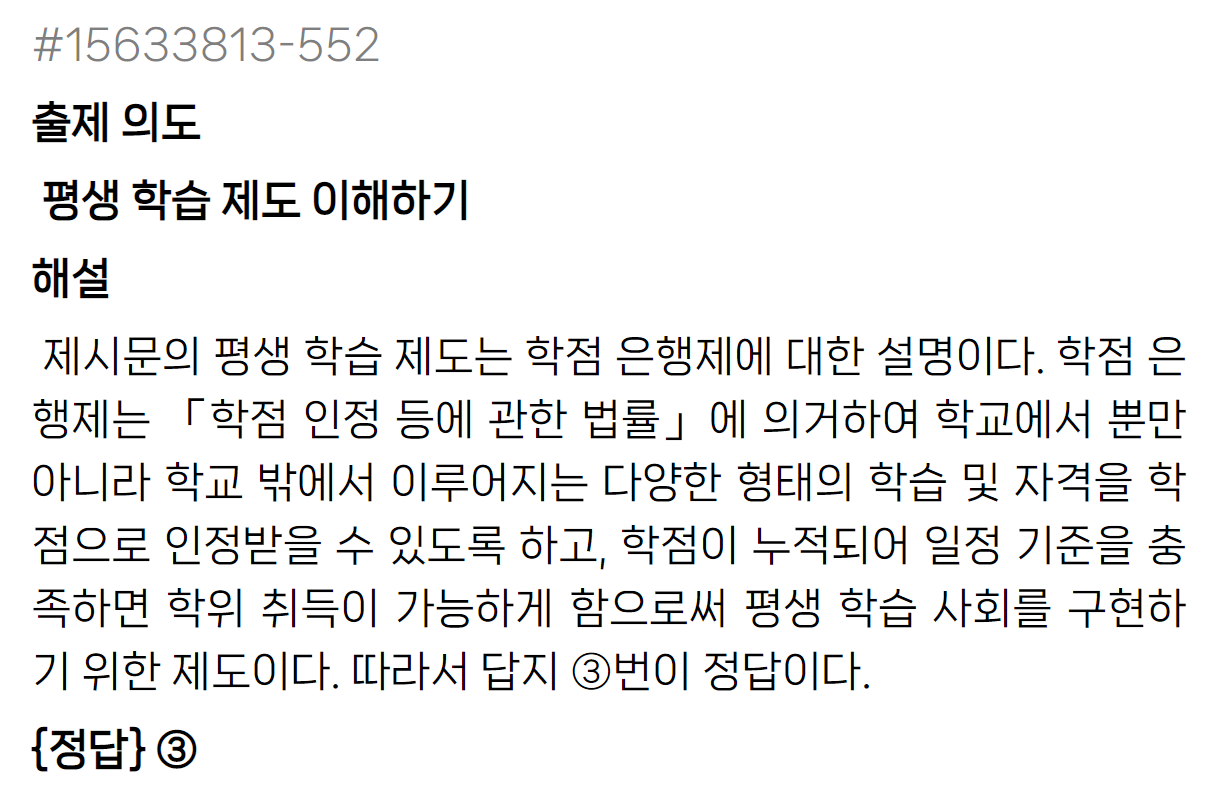 #15633813-552
출제 의도
평생 학습 제도 이해하기
해설
제시문의 평생 학습 제도는 학점 은행제에 대한 설명이다. 학점 은
행제는 「학점 인정 등에 관한 법률」에 의거하여 학교에서 뿐만
아니라 학교 밖에서 이루어지는 다양한 형태의 학습 및 자격을 학
점으로 인정받을 수 있도록 하고, 학점이 누적되어 일정 기준을 충
족하면 학위 취득이 가능하게 함으로써 평생 학습 사회를 구현하
기 위한 제도이다. 따라서 답지 ③번이 정답이다.
{정답} ③